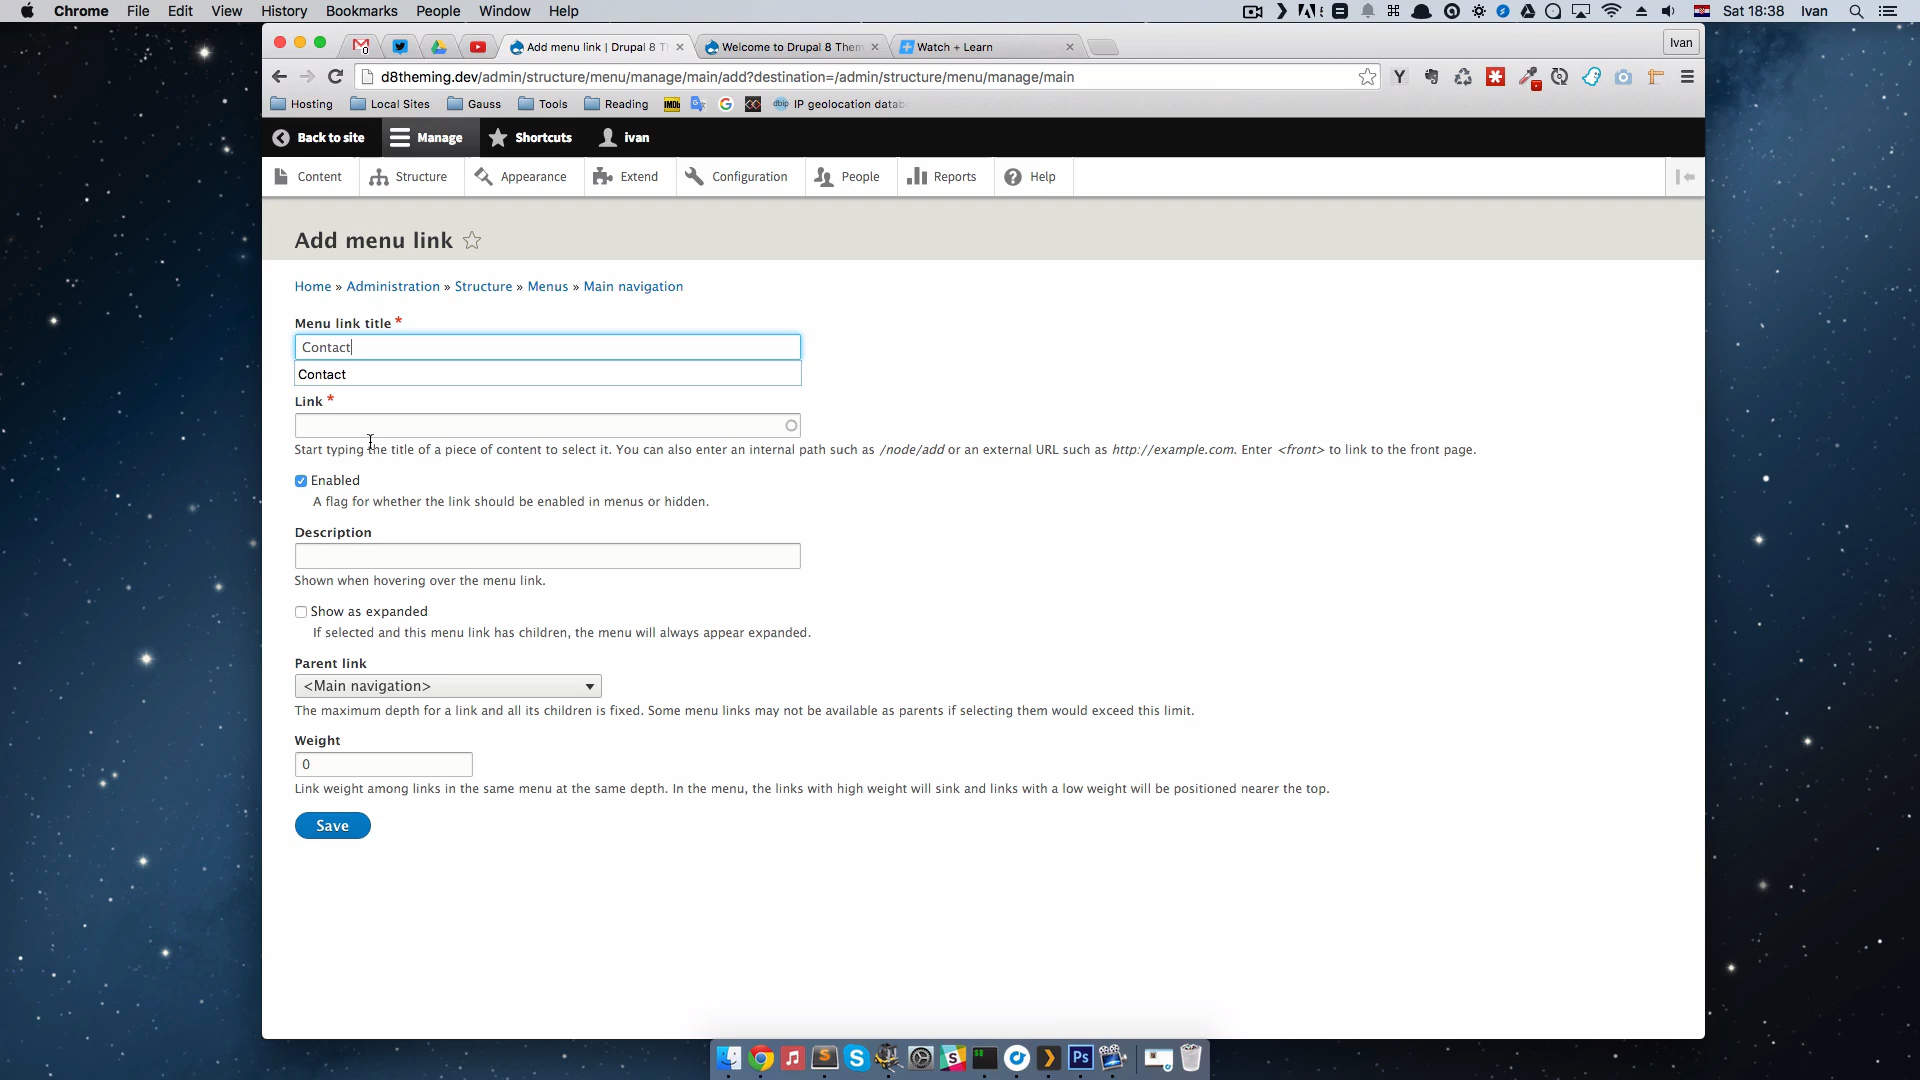 Chrome File Edit View History Bookmarks People Window Help
Sat 18:38 Ivan
Add menu link | Drupal 8 T
Welcome to Drupal 8 Them
Watch + Learn
Ivan
d8theming.dev/admin/structure/menu/manage/main/add?destination=/admin/structure/menu/manage/main
Hosting Local Sites Gauss Tools Reading IP geolocation datab
Back to site Manage Shortcuts ivan
Content Structure Appearance Extend Configuration People Reports Help
Add menu link
Home » Administration » Structure » Menus » Main navigation
Menu link title *
Contact
Contact
Link *
Start typing the title of a piece of content to select it. You can also enter an internal path such as /node/add or an external URL such as http://example.com. Enter <front> to link to the front page.
Enabled
A flag for whether the link should be enabled in menus or hidden.
Description
Shown when hovering over the menu link.
Show as expanded
If selected and this menu link has children, the menu will always appear expanded.
Parent link
<Main navigation>
The maximum depth for a link and all its children is fixed. Some menu links may not be available as parents if selecting them would exceed this limit.
Weight
0
Link weight among links in the same menu at the same depth. In the menu, the links with high weight will sink and links with a low weight will be positioned nearer the top.
Save
Ps